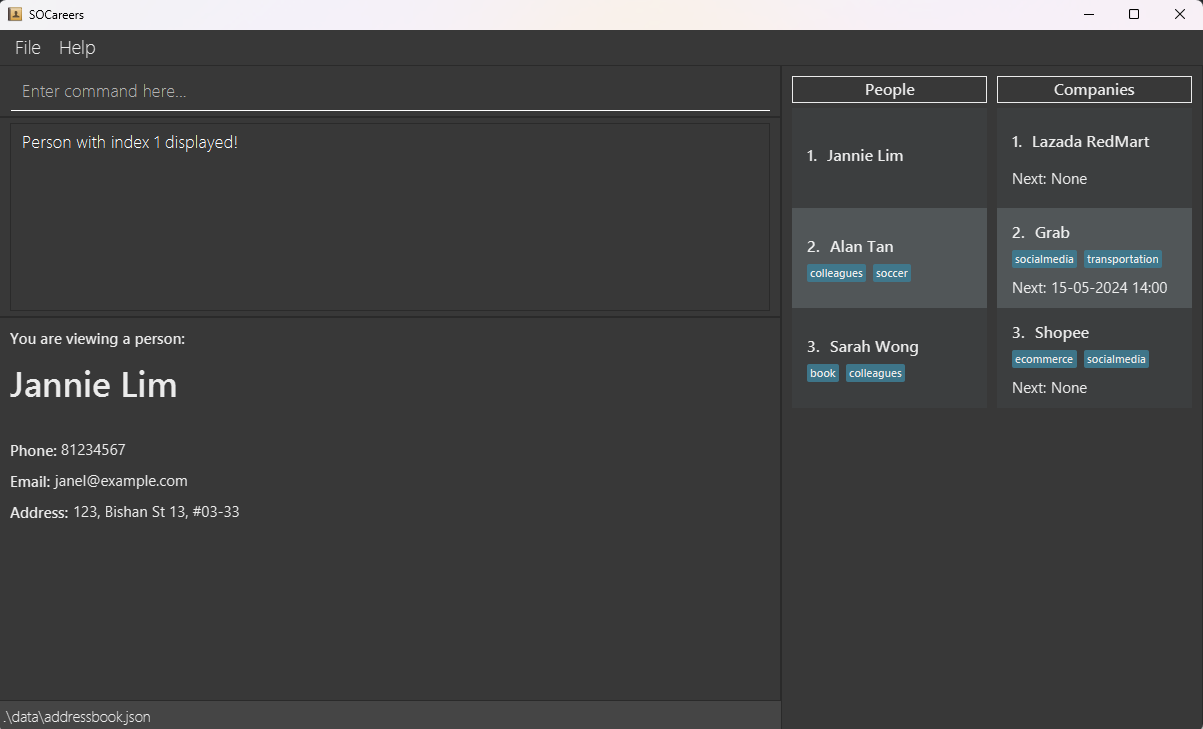 SOCareers
File Help
Enter command here...
Person with index 1 displayed!
You are viewing a person:
Jannie Lim
Phone: 81234567
Email: janel@example.com
Address: 123, Bishan St 13, #03-33
.\data\addressbook.json
People
1. Jannie Lim
2. Alan Tan
colleagues soccer
3. Sarah Wong
book colleagues
Companies
1. Lazada RedMart
Next: None
2. Grab
socialmedia transportation
Next: 15-05-2024 14:00
3. Shopee
ecommerce socialmedia
Next: None